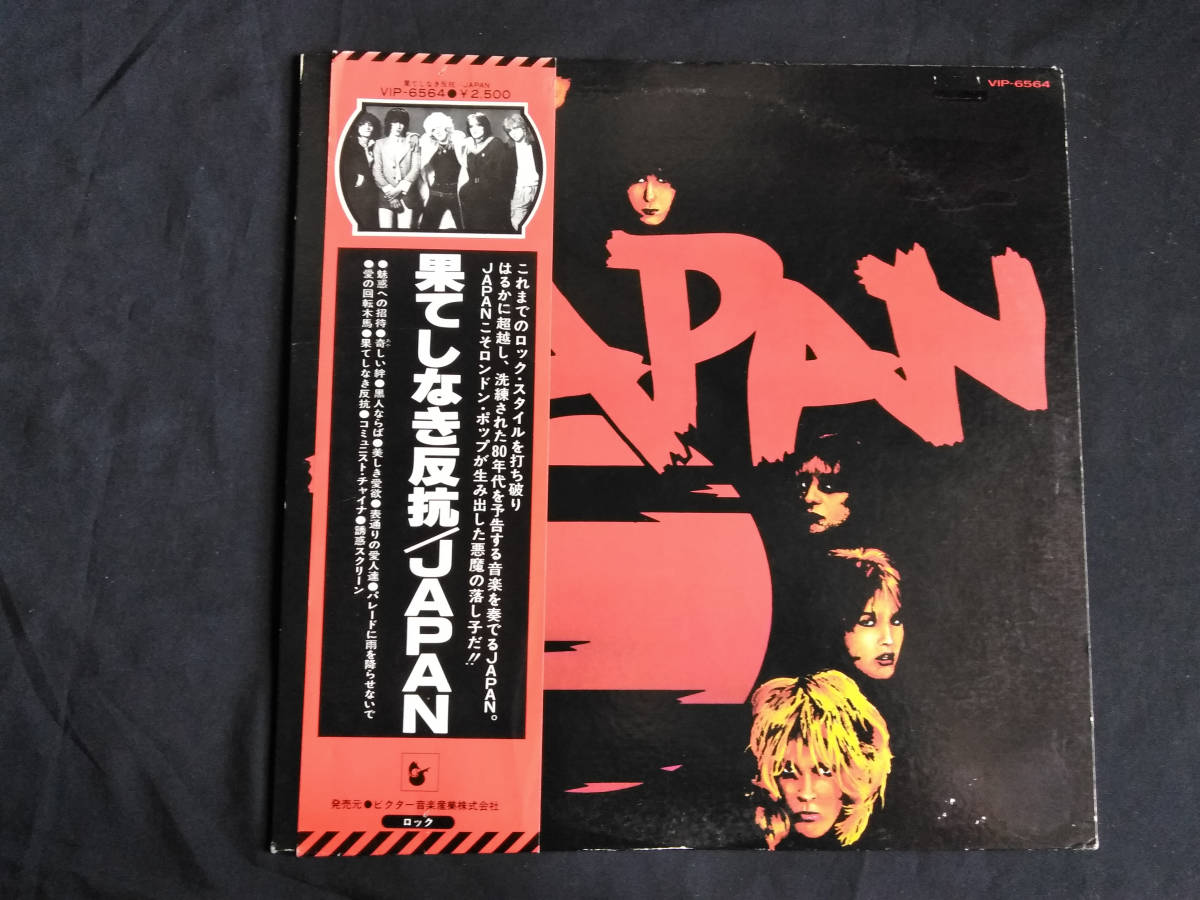 果てしなき反抗/JAPAN
VIP-6564●¥2,500
これまでのロック・スタイルを打ち破り
はるかに超越し、洗練された80年代を予告する音楽を奏でるJAPAN。
JAPANこそロンドン・ポップが生み出した悪魔の落し子だ!!
果てしなき反抗/JAPAN
●魅惑への招待●奇しい絆●黒人ならば●美しき愛欲●表通りの愛人達●パレードに雨を降らせないで
●愛の回転木馬●果てしなき反抗●コミュニスト・チャイナ●誘惑スクリーン
発売元●ビクター音楽産業株式会社
ロック
VIP-6564
APAN